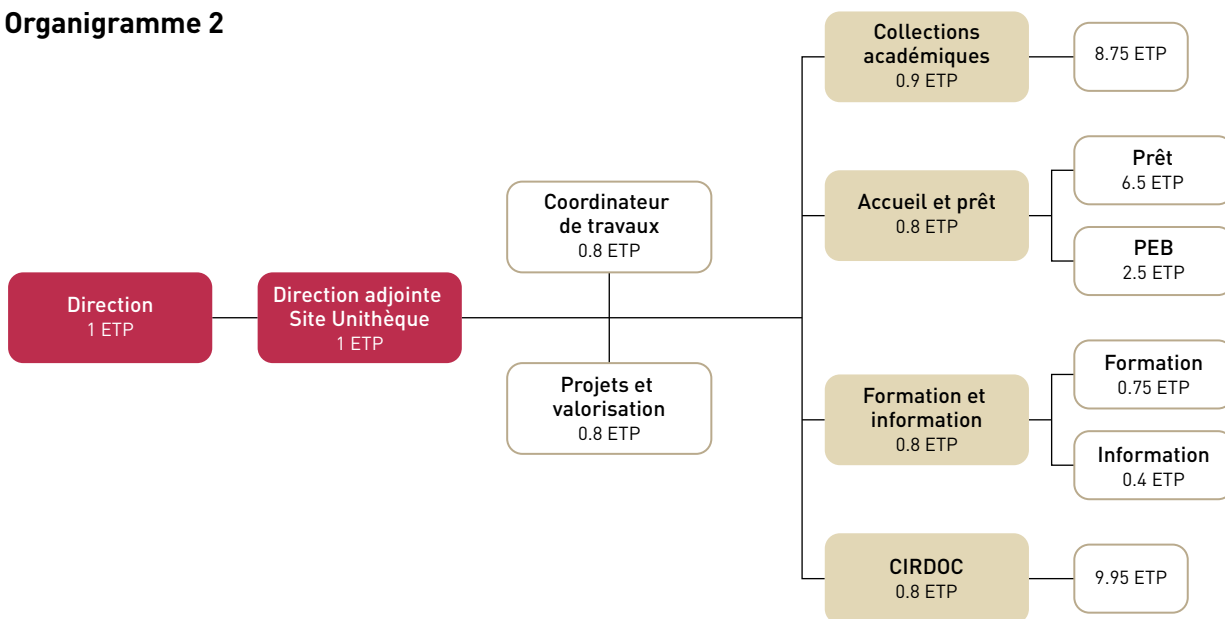 Organigramme 2
Direction
1 ETP
Direction adjointe
Site Unithèque
1 ETP
Coordinateur
de travaux
0.8 ETP
Projets et
valorisation
0.8 ETP
Collections
académiques
0.9 ETP
8.75 ETP
Accueil et prêt
0.8 ETP
Prêt
6.5 ETP
PEB
2.5 ETP
Formation et
information
0.8 ETP
Formation
0.75 ETP
Information
0.4 ETP
CIRDOC
0.8 ETP
9.95 ETP